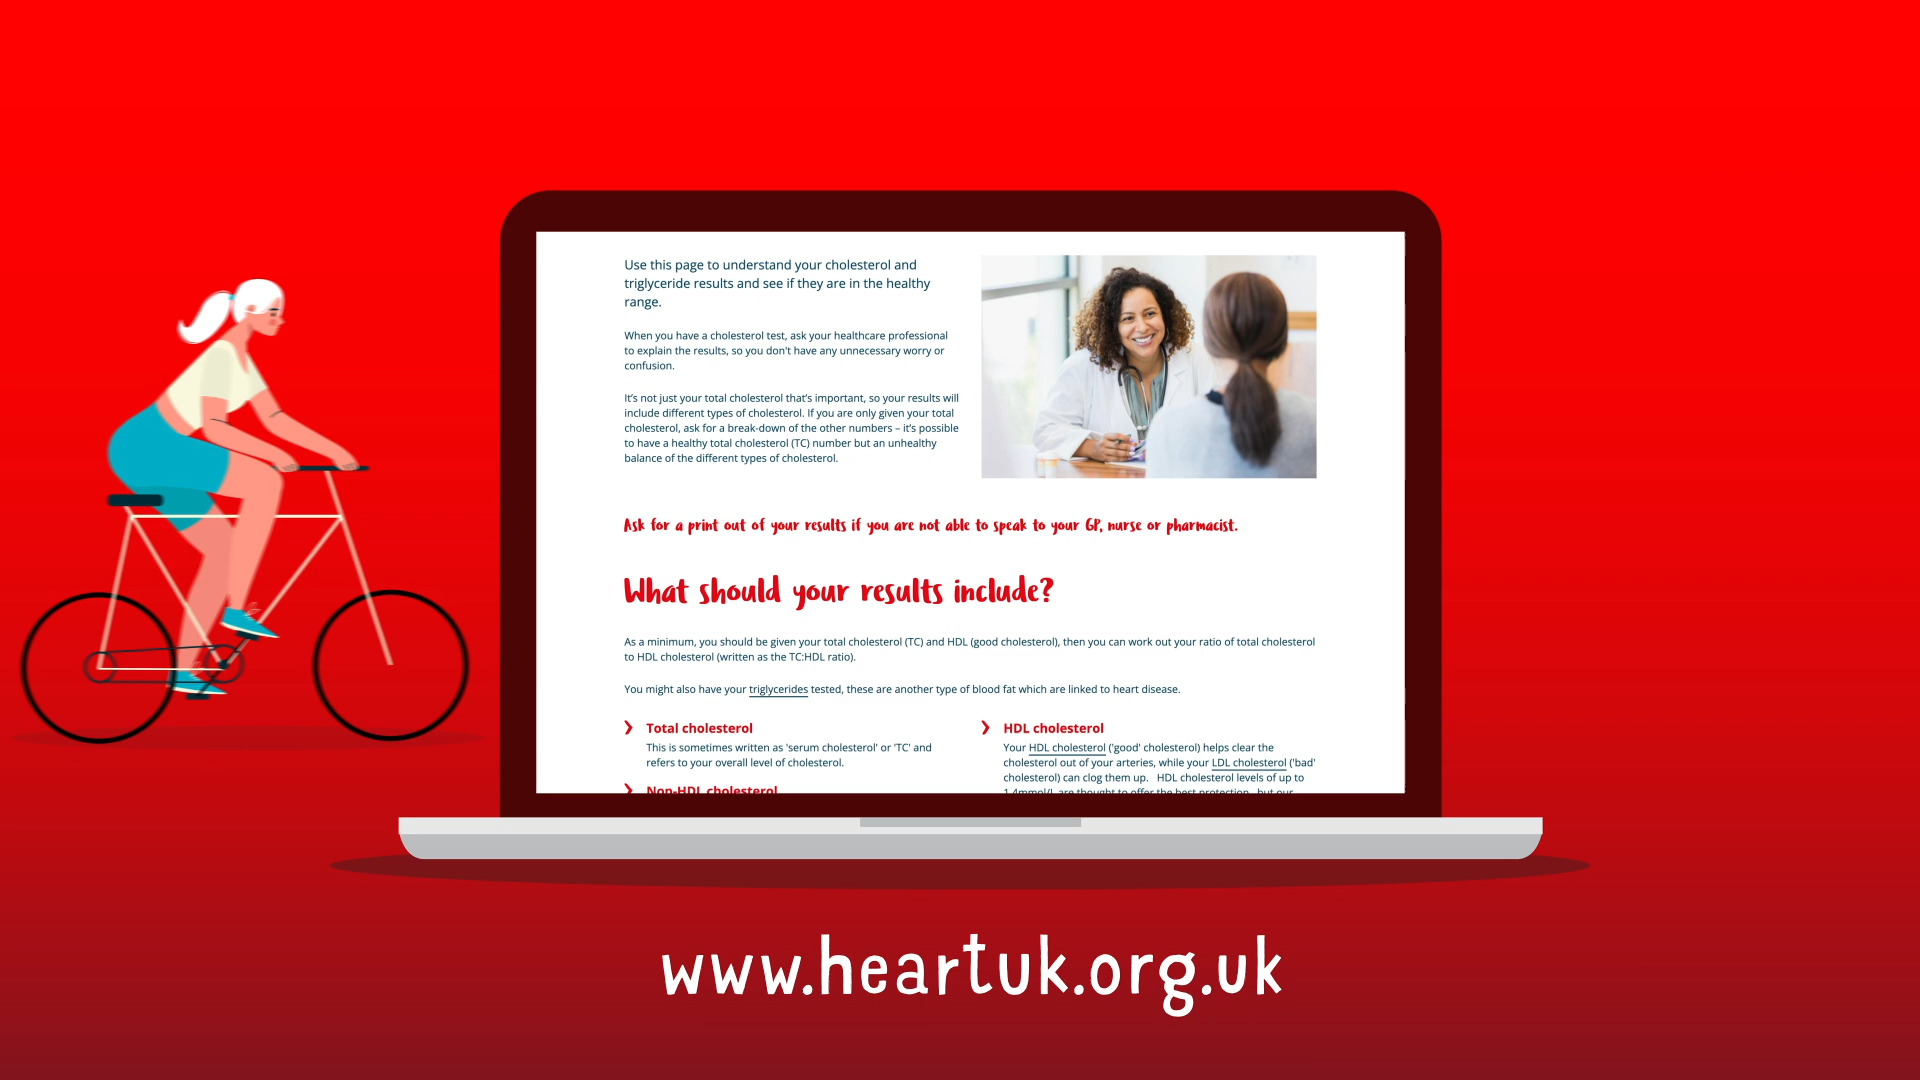 Use this page to understand your cholesterol and
triglyceride results and see if they are in the healthy
range.
When you have a cholesterol test, ask your healthcare professional
to explain the results, so you don't have any unnecessary worry or
confusion.
It's not just your total cholesterol that's important, so your results will
include different types of cholesterol. If you are only given your total
cholesterol, ask for a break-down of the other numbers – it's possible
to have a healthy total cholesterol (TC) number but an unhealthy
balance of the different types of cholesterol.
Ask for a print out of your results if you are not able to speak to your GP, nurse or pharmacist.
What should your results include?
As a minimum, you should be given your total cholesterol (TC) and HDL (good cholesterol), then you can work out your ratio of total cholesterol
to HDL cholesterol (written as the TC:HDL ratio).
You might also have your triglycerides tested, these are another type of blood fat which are linked to heart disease.
Total cholesterol
This is sometimes written as 'serum cholesterol' or 'TC' and
refers to your overall level of cholesterol.
Non-HDL cholesterol
HDL cholesterol
Your HDL cholesterol ('good' cholesterol) helps clear the
cholesterol out of your arteries, while your LDL cholesterol ('bad'
cholesterol) can clog them up. HDL cholesterol levels of up to
1.4mmol/L are thought to offer the best protection, but our
www.heartuk.org.uk